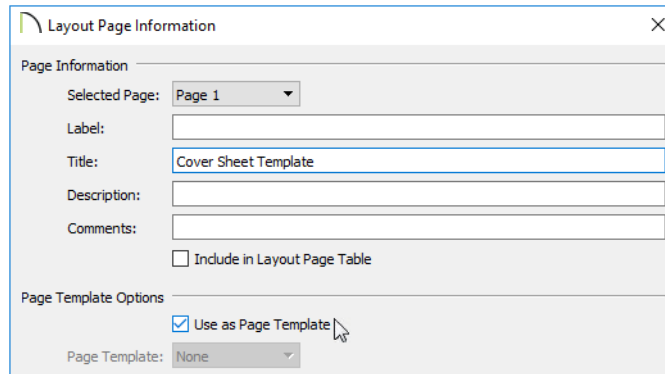 Layout Page Information
Page Information
Selected Page: Page 1
Label:
Title: Cover Sheet Template
Description:
Comments:
Include in Layout Page Table
Page Template Options
Use as Page Template
Page Template: None